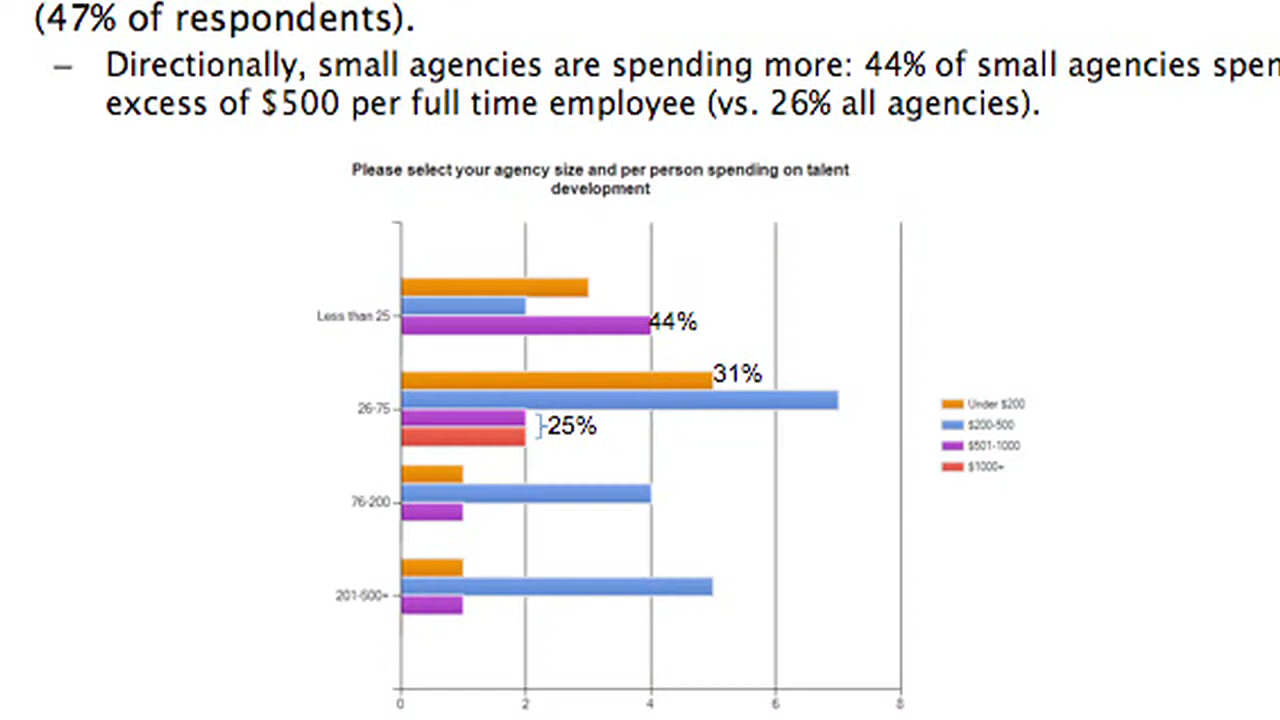 (47% of respondents).
– Directionally, small agencies are spending more: 44% of small agencies spen
excess of $500 per full time employee (vs. 26% all agencies).
Please select your agency size and per person spending on talent
development
Less than 25
44%
31%
26-75
25%
76-200
201-500+
Under $200
$200-500
$501-1000
$1000+
0 2 4 6 8